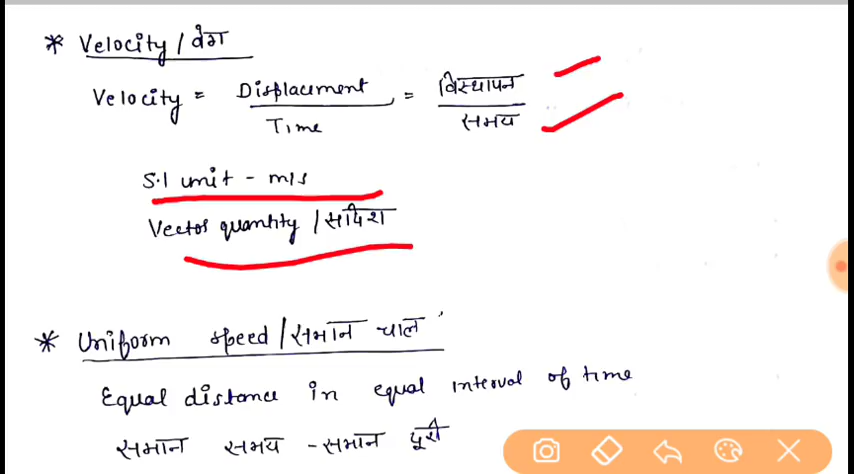 * Velocity / वेग
Velocity = Displacement / Time = विस्थापन / समय
S.I unit - m/s
Vector quantity / सदिश
* Uniform speed / समान चाल
Equal distance in equal interval of time
समान समय - समान दूरी